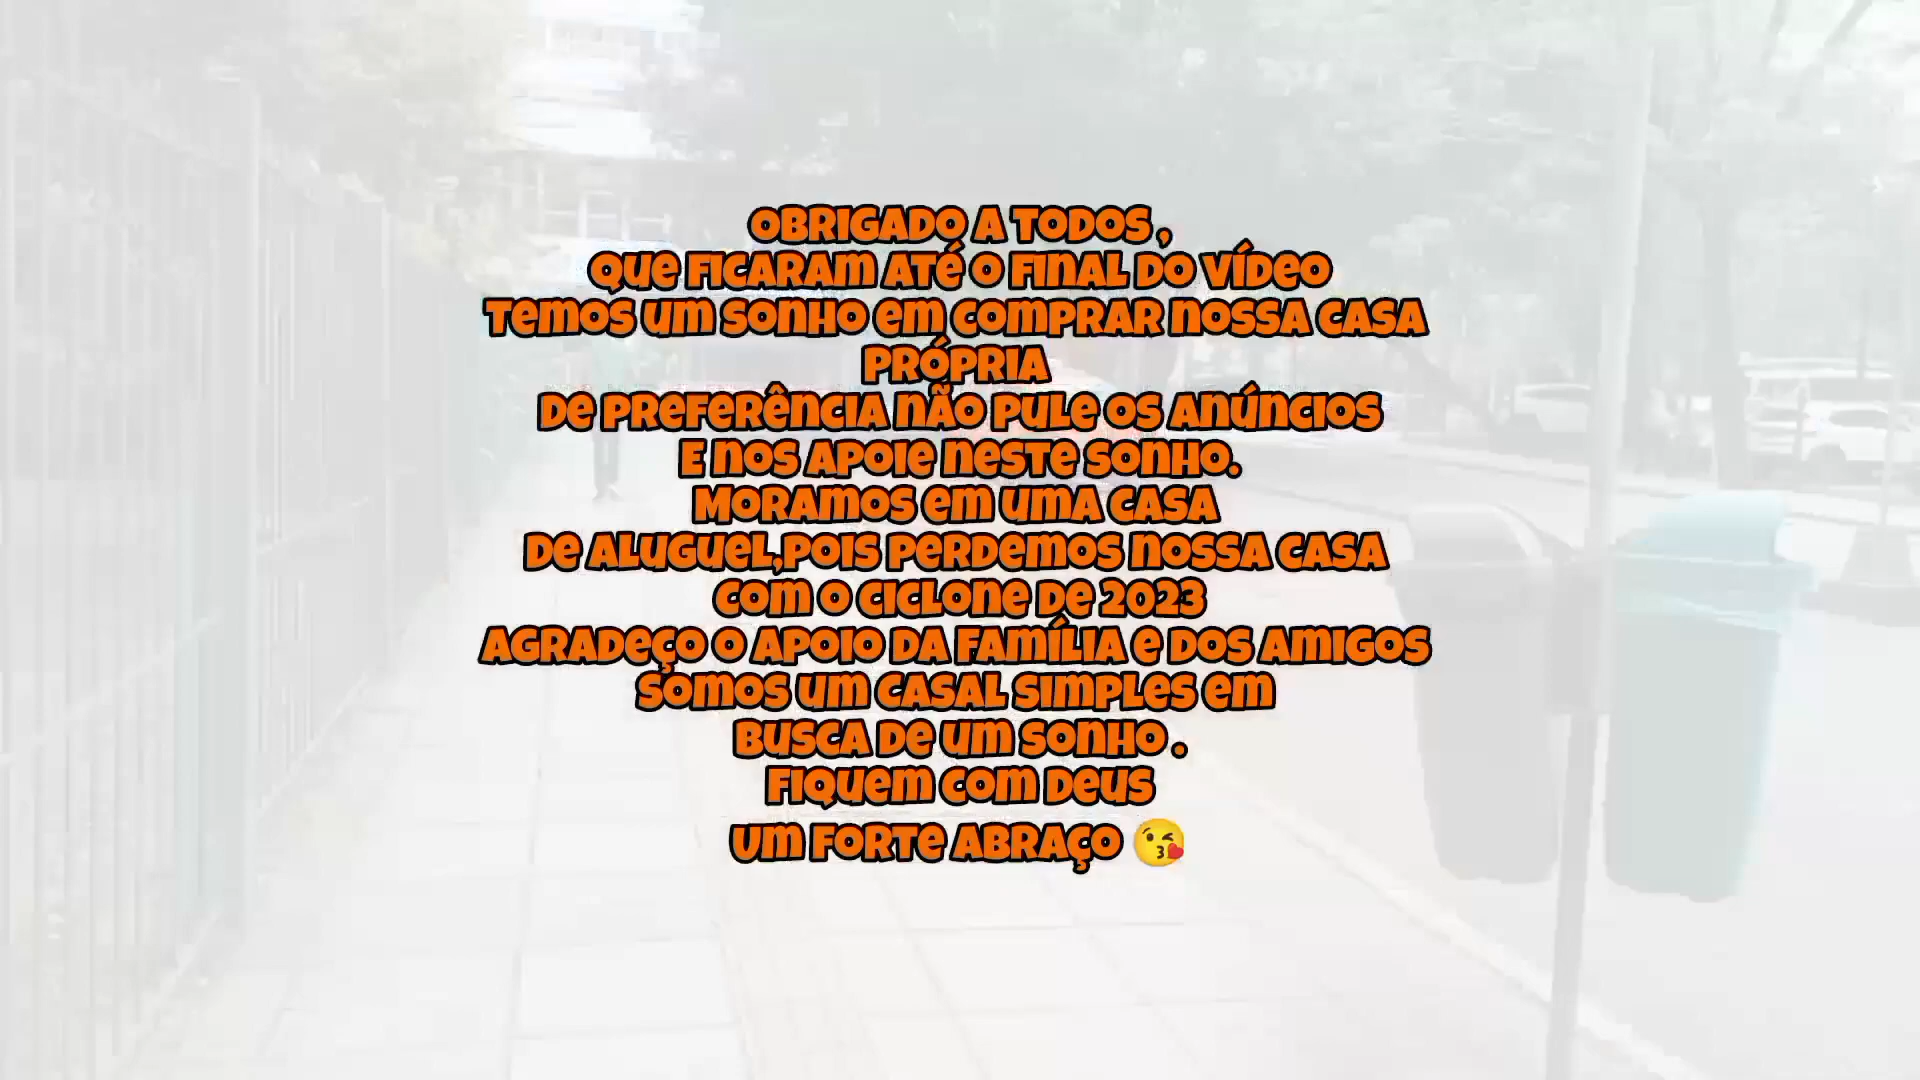 OBRIGADO A TODOS ,
QUE FICARAM ATÉ O FINAL DO VÍDEO
TEMOS UM SONHO EM COMPRAR NOSSA CASA
PRÓPRIA
DE PREFERÊNCIA NÃO PULE OS ANÚNCIOS
E NOS APOIE NESTE SONHO.
MORAMOS EM UMA CASA
DE ALUGUEL,POIS PERDEMOS NOSSA CASA
COM O CICLONE DE 2023
AGRADEÇO O APOIO DA FAMÍLIA E DOS AMIGOS
SOMOS UM CASAL SIMPLES EM
BUSCA DE UM SONHO .
FIQUEM COM DEUS
UM FORTE ABRAÇO 😘